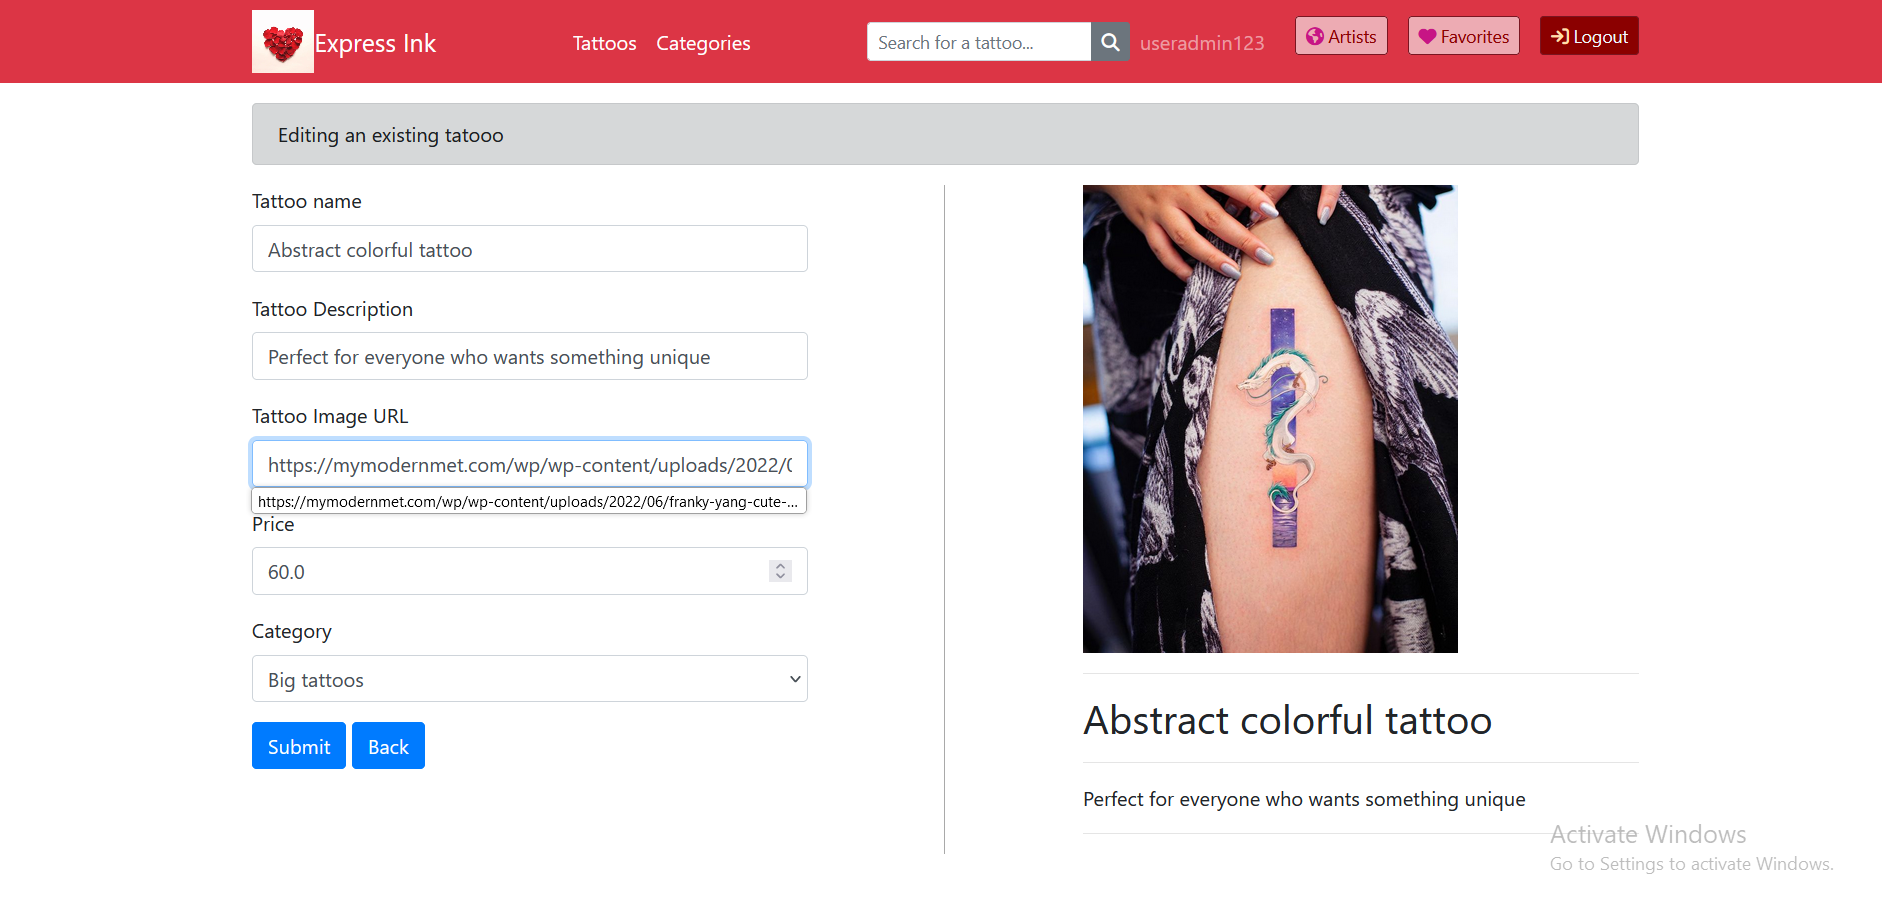 Express Ink
Tattoos
Categories
Search for a tattoo...
useradmin123
Artists
Favorites
Logout
Editing an existing tatooo
Tattoo name
Abstract colorful tattoo
Tattoo Description
Perfect for everyone who wants something unique
Tattoo Image URL
https://mymodernmet.com/wp/wp-content/uploads/2022/0
https://mymodernmet.com/wp/wp-content/uploads/2022/06/franky-yang-cute-...
Price
60.0
Category
Big tattoos
Submit
Back
Abstract colorful tattoo
Perfect for everyone who wants something unique
Activate Windows
Go to Settings to activate Windows.